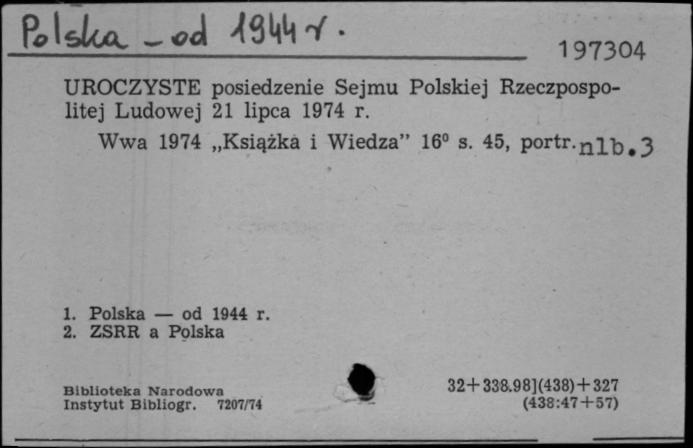 Polska - od 1944 r.
197304
UROCZYSTE posiedzenie Sejmu Polskiej Rzeczpospo-
litej Ludowej 21 lipca 1974 r.
Wwa 1974 „Książka i Wiedza” 16⁰ s. 45, portr. nlb.3
1. Polska — od 1944 r.
2. ZSRR a Polska
Biblioteka Narodowa
Instytut Bibliogr. 7207/74
32+338.98](438)+327
(438:47+57)